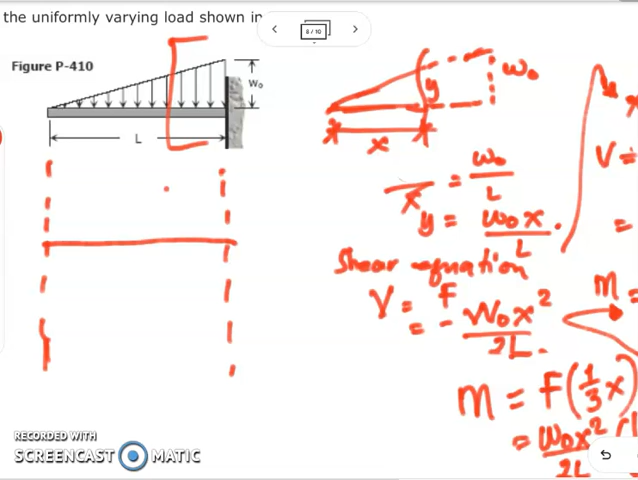 the uniformly varying load shown in
8 / 10
Figure P-410
Wo
L
y
Wo
x
x = Wo
L
y = Wox
L
Shear equation
V = F
= - Wox²
2L
V =
=
M =
M = F(1/3 x)
= Wox²
2L
RECORDED WITH
SCREENCAST MATIC